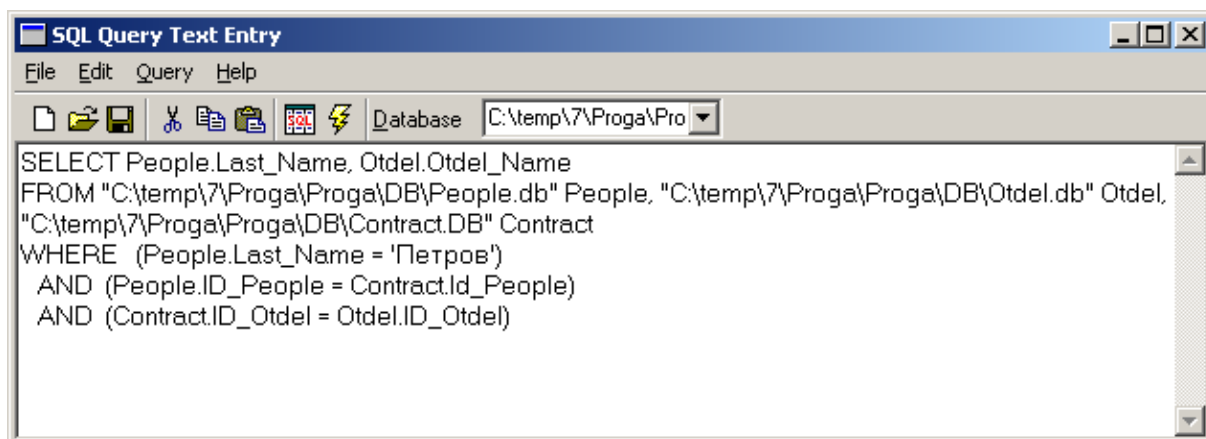 SQL Query Text Entry
File Edit Query Help
SQL Database C:\temp\7\Proga\Pro
SELECT People.Last_Name, Otdel.Otdel_Name
FROM "C:\temp\7\Proga\Proga\DB\People.db" People, "C:\temp\7\Proga\Proga\DB\Otdel.db" Otdel,
"C:\temp\7\Proga\Proga\DB\Contract.DB" Contract
WHERE (People.Last_Name = 'Петров')
AND (People.ID_People = Contract.Id_People)
AND (Contract.ID_Otdel = Otdel.ID_Otdel)